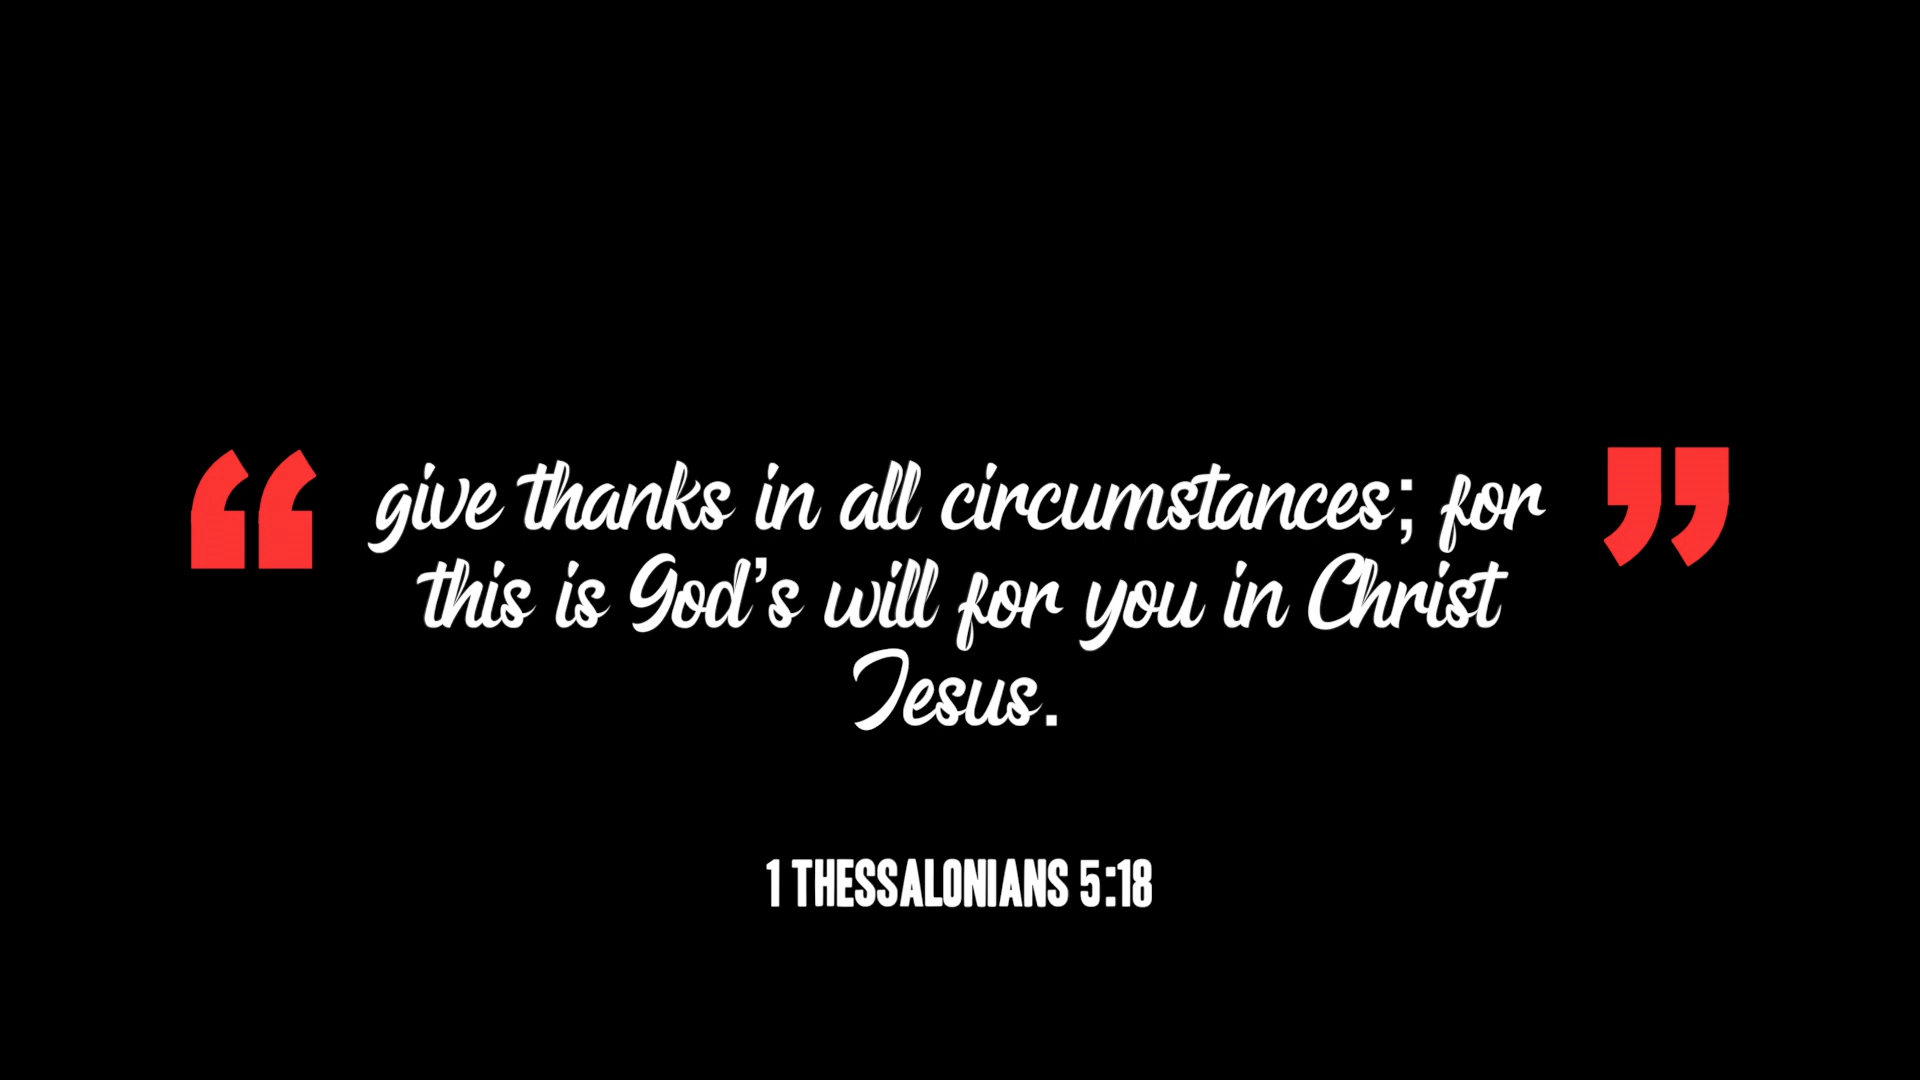 “ give thanks in all circumstances; for ”
this is God’s will for you in Christ
Jesus.
1 THESSALONIANS 5:18